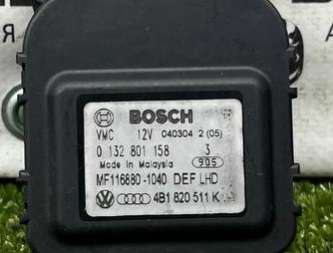 BOSCH
VMC 12V 040304 2 (05)
0 132 801 158 3
Made in Malaysia 905
MF116880-1040 DEF LHD
4B1 820 511 K